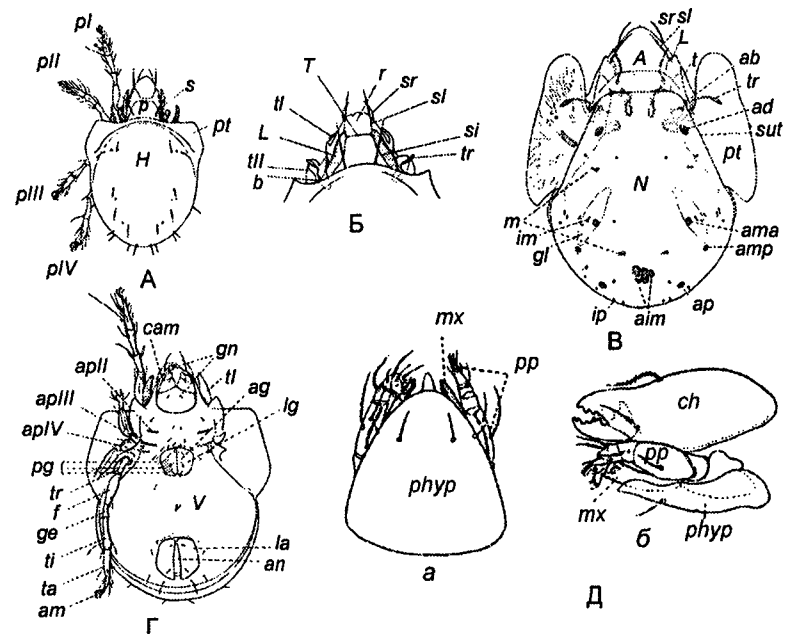 pI
pII
s
p
pt
H
pIII
pIV
А
T
r
sr
tI
sl
L
si
tII
tr
b
Б
sr
sl
L
A
t
ab
tr
ad
sut
pt
N
m
im
gl
ama
amp
ip
aim
ap
В
cam
gn
apII
tI
apIII
ag
apIV
lg
pg
tr
f
V
ge
la
ti
an
ta
am
Г
mx
pp
phyp
а
ch
pp
mx
phyp
б
Д